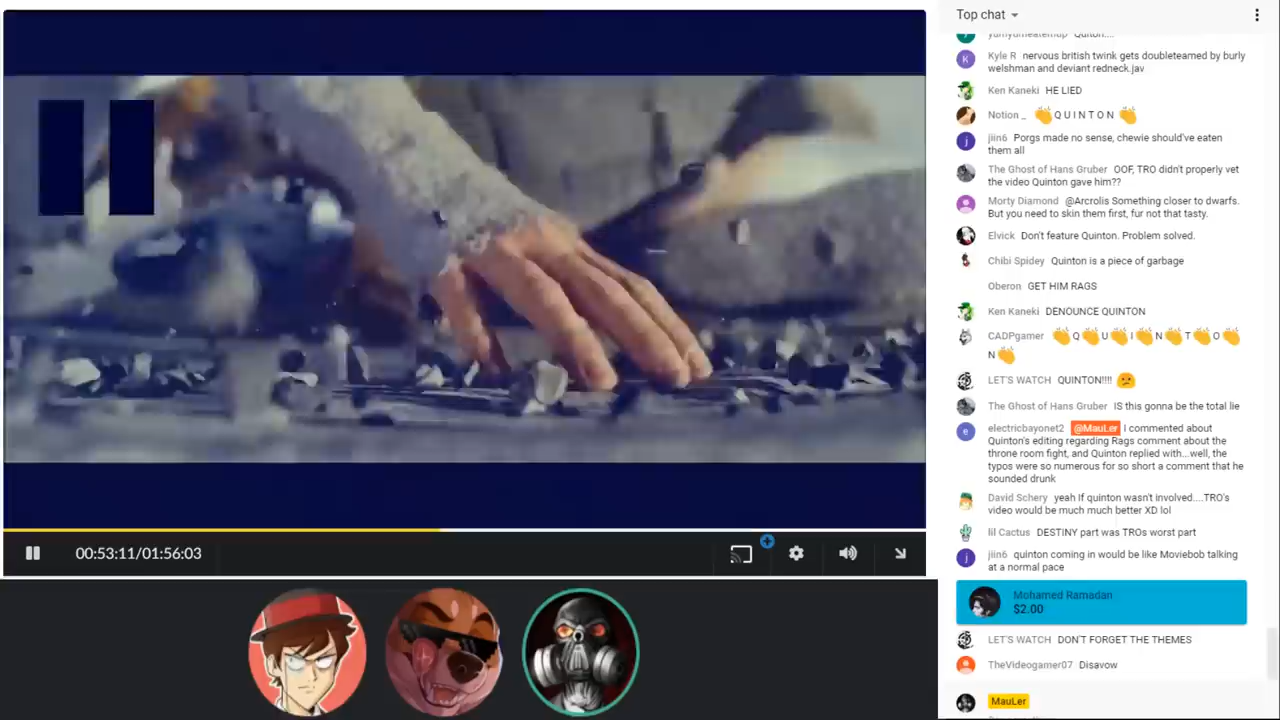 Top chat
Kyle R nervous british twink gets doubleteamed by burly
welshman and deviant redneck.jav
Ken Kaneki HE LIED
Notion _ Q U I N T O N
jiin6 Porgs made no sense, chewie should've eaten
them all
The Ghost of Hans Gruber OOF, TRO didn't properly vet
the video Quinton gave him??
Morty Diamond @Arcrolis Something closer to dwarfs.
But you need to skin them first, fur not that tasty.
Elvick Don't feature Quinton. Problem solved.
Chibi Spidey Quinton is a piece of garbage
Oberon GET HIM RAGS
Ken Kaneki DENOUNCE QUINTON
CADPgamer Q U I N T O
N
LET'S WATCH QUINTON!!!!
The Ghost of Hans Gruber IS this gonna be the total lie
electricbayonet2 @MauLer I commented about
Quinton's editing regarding Rags comment about the
throne room fight, and Quinton replied with...well, the
typos were so numerous for so short a comment that he
sounded drunk
David Schery yeah If quinton wasn't involved....TRO's
video would be much much better XD lol
lil Cactus DESTINY part was TROs worst part
jiin6 quinton coming in would be like Moviebob talking
at a normal pace
Mohamed Ramadan
$2.00
LET'S WATCH DON'T FORGET THE THEMES
TheVideogamer07 Disavow
MauLer
00:53:11/01:56:03